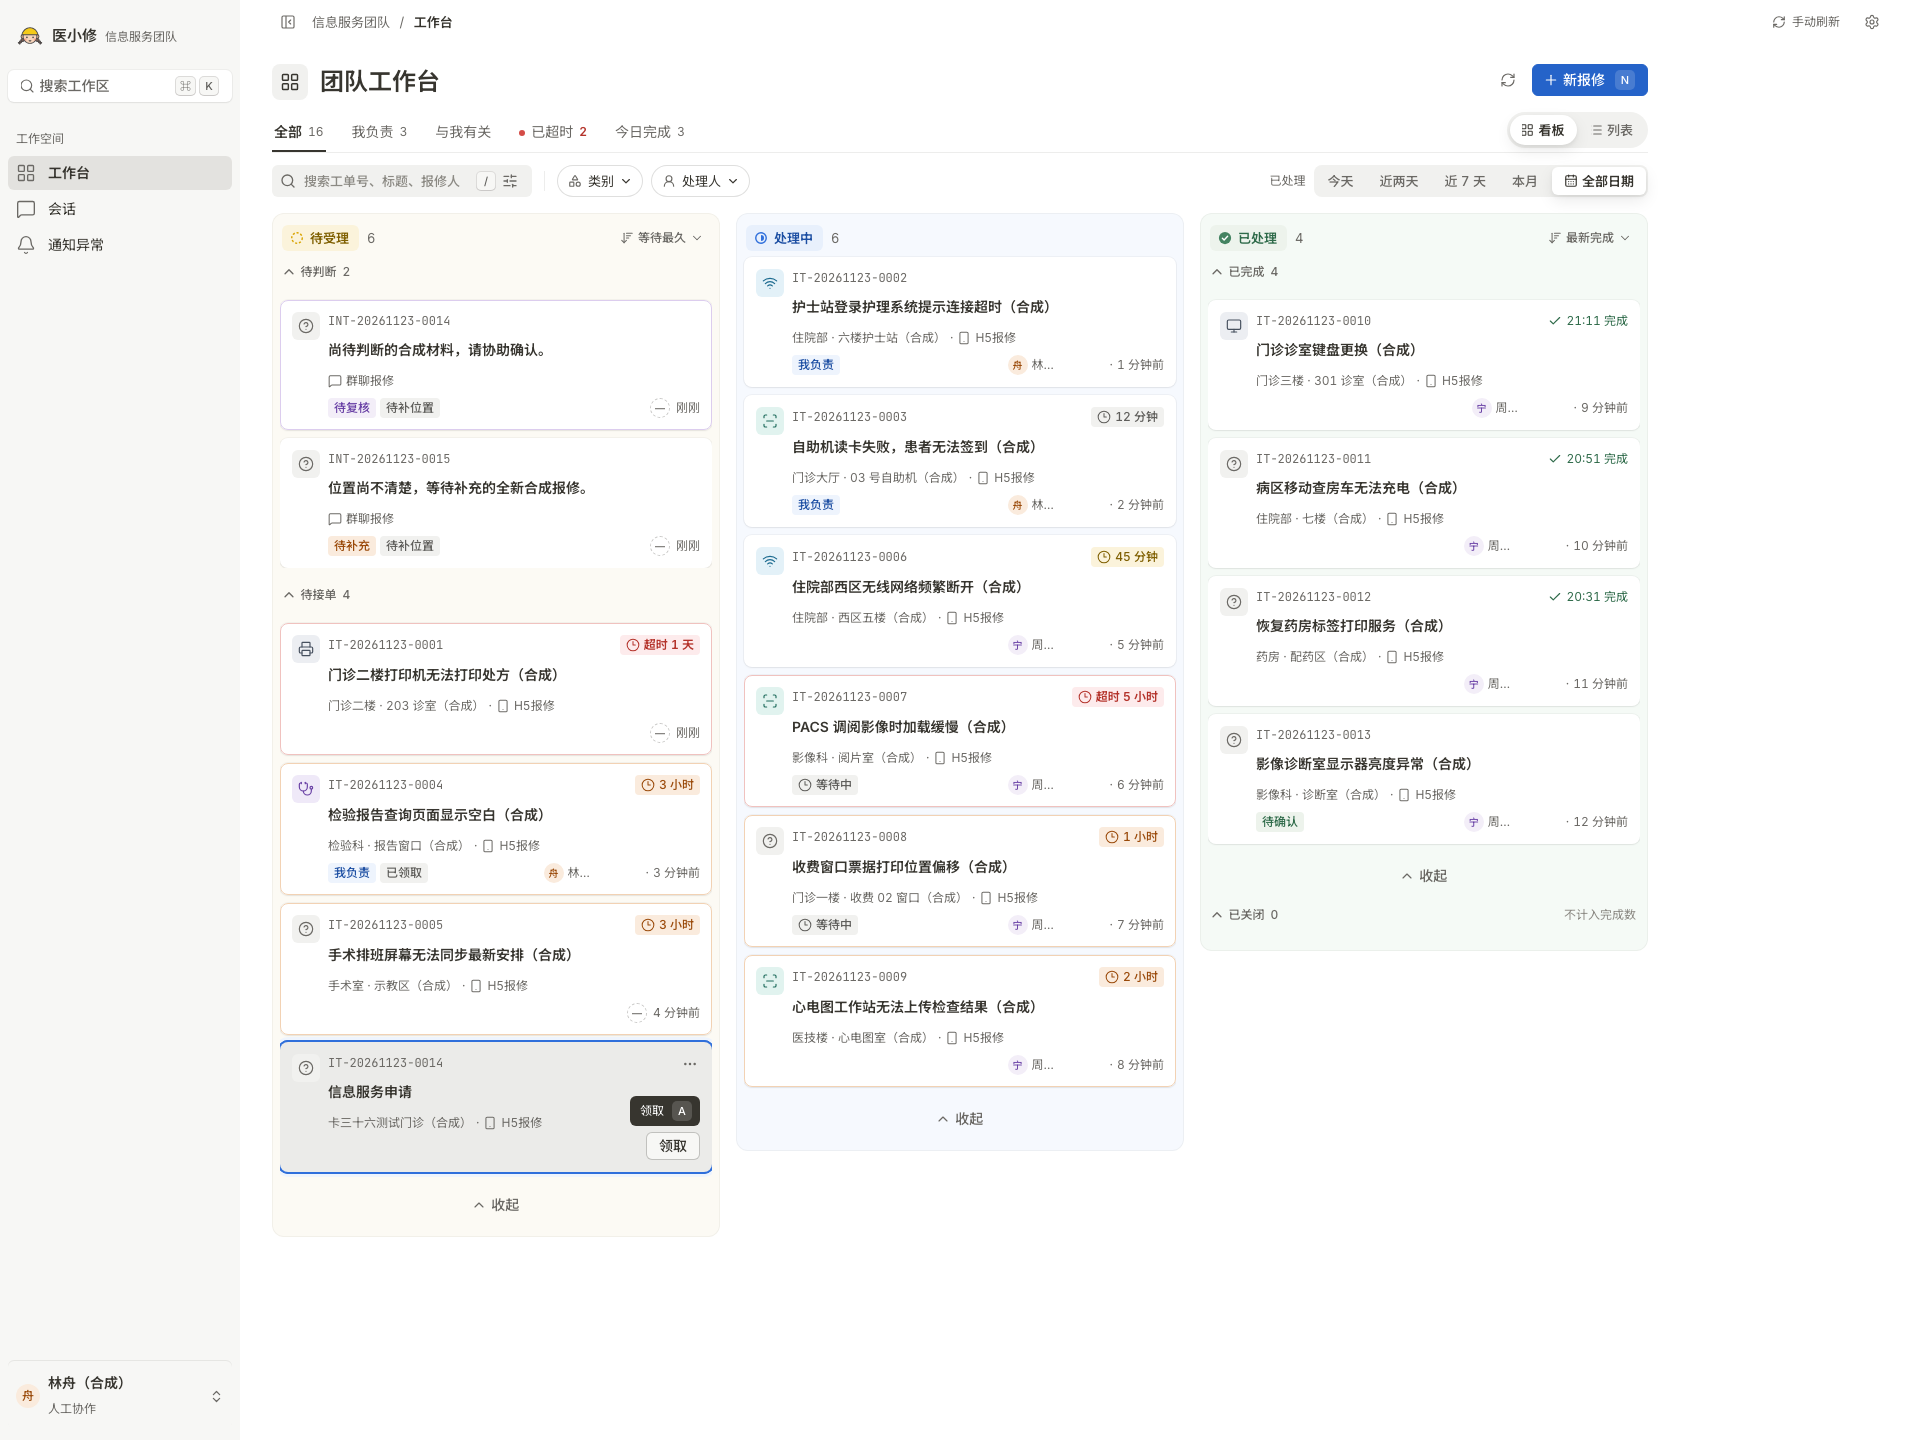 医小修 信息服务团队
搜索工作区 ⌘ K
工作空间
工作台
会话
通知异常
林舟（合成）
舟
人工协作
信息服务团队 / 工作台
手动刷新
团队工作台
新报修 N
全部 16 我负责 3 与我有关 已超时 2 今日完成 3
看板 列表
搜索工单号、标题、报修人 / 类别 处理人
已处理 今天 近两天 近 7 天 本月 全部日期
待受理 6 等待最久
待判断 2
INT-20261123-0014
尚待判断的合成材料，请协助确认。
群聊报修
待复核 待补位置 刚刚
INT-20261123-0015
位置尚不清楚，等待补充的全新合成报修。
群聊报修
待补充 待补位置 刚刚
待接单 4
IT-20261123-0001 超时 1 天
门诊二楼打印机无法打印处方（合成）
门诊二楼 · 203 诊室（合成） · H5报修
刚刚
IT-20261123-0004 3 小时
检验报告查询页面显示空白（合成）
检验科 · 报告窗口（合成） · H5报修
我负责 已领取 舟 林... · 3 分钟前
IT-20261123-0005 3 小时
手术排班屏幕无法同步最新安排（合成）
手术室 · 示教区（合成） · H5报修
4 分钟前
IT-20261123-0014
信息服务申请
卡三十六测试门诊（合成） · H5报修
领取 A
领取
收起
处理中 6
IT-20261123-0002
护士站登录护理系统提示连接超时（合成）
住院部 · 六楼护士站（合成） · H5报修
我负责 舟 林... · 1 分钟前
IT-20261123-0003 12 分钟
自助机读卡失败，患者无法签到（合成）
门诊大厅 · 03 号自助机（合成） · H5报修
我负责 舟 林... · 2 分钟前
IT-20261123-0006 45 分钟
住院部西区无线网络频繁断开（合成）
住院部 · 西区五楼（合成） · H5报修
宁 周... · 5 分钟前
IT-20261123-0007 超时 5 小时
PACS 调阅影像时加载缓慢（合成）
影像科 · 阅片室（合成） · H5报修
等待中 宁 周... · 6 分钟前
IT-20261123-0008 1 小时
收费窗口票据打印位置偏移（合成）
门诊一楼 · 收费 02 窗口（合成） · H5报修
等待中 宁 周... · 7 分钟前
IT-20261123-0009 2 小时
心电图工作站无法上传检查结果（合成）
医技楼 · 心电图室（合成） · H5报修
宁 周... · 8 分钟前
收起
已处理 4 最新完成
已完成 4
IT-20261123-0010 21:11 完成
门诊诊室键盘更换（合成）
门诊三楼 · 301 诊室（合成） · H5报修
宁 周... · 9 分钟前
IT-20261123-0011 20:51 完成
病区移动查房车无法充电（合成）
住院部 · 七楼（合成） · H5报修
宁 周... · 10 分钟前
IT-20261123-0012 20:31 完成
恢复药房标签打印服务（合成）
药房 · 配药区（合成） · H5报修
宁 周... · 11 分钟前
IT-20261123-0013
影像诊断室显示器亮度异常（合成）
影像科 · 诊断室（合成） · H5报修
待确认 宁 周... · 12 分钟前
收起
已关闭 0 不计入完成数